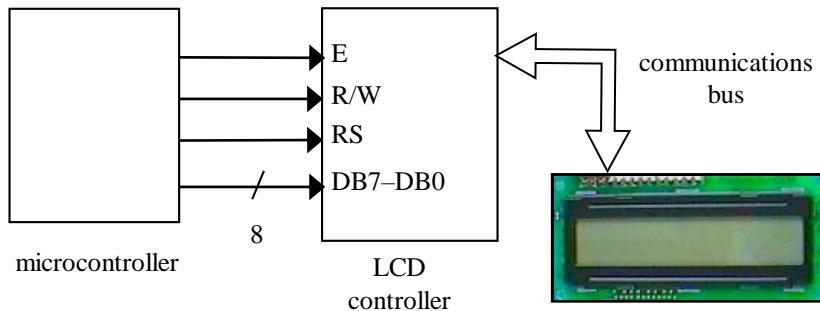 E
R/W
RS
DB7–DB0
8
microcontroller
LCD
controller
communications
bus